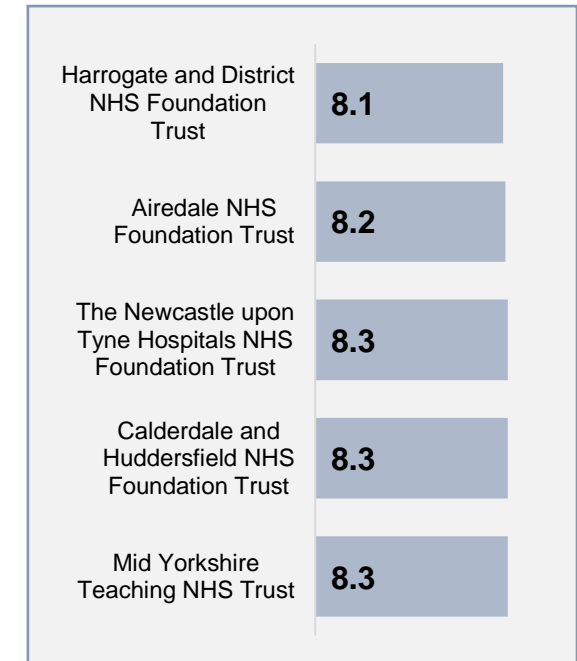 Harrogate and District
NHS Foundation
Trust
8.1
Airedale NHS
Foundation Trust
8.2
The Newcastle upon
Tyne Hospitals NHS
Foundation Trust
8.3
Calderdale and
Huddersfield NHS
Foundation Trust
8.3
Mid Yorkshire
Teaching NHS Trust
8.3